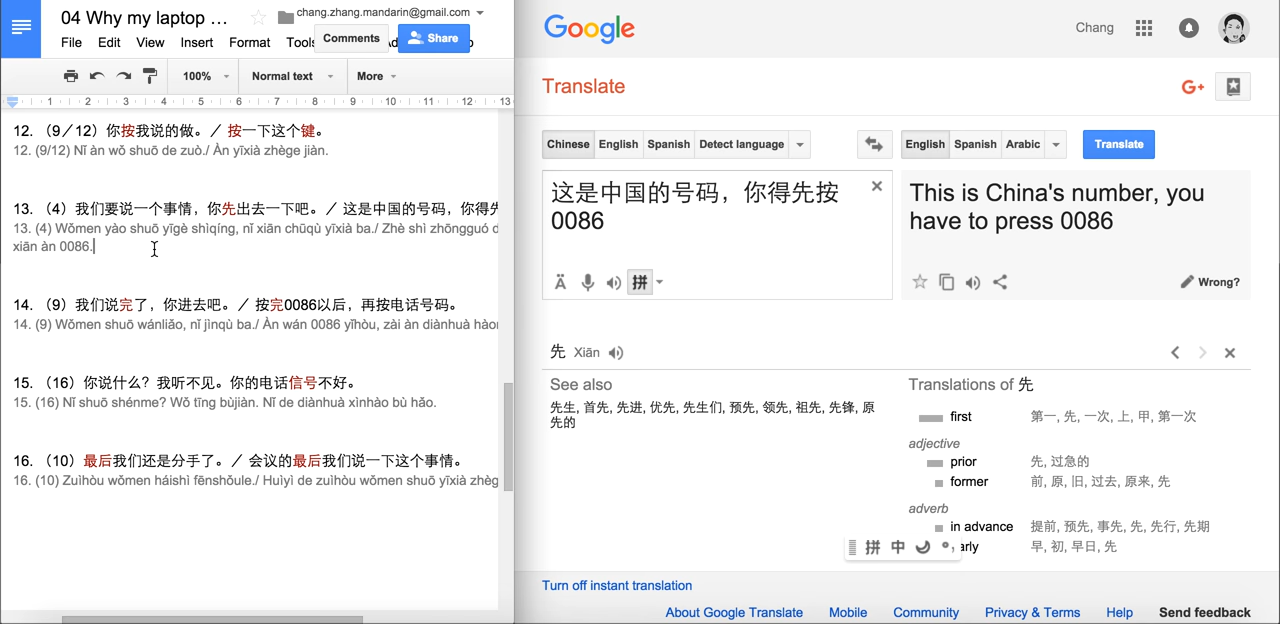 04 Why my laptop ...
chang.zhang.mandarin@gmail.com
File Edit View Insert Format Tools
Comments
Share
100% Normal text More
1 2 3 4 5 6 7 8 9 10 11 12 13
12. （9／12）你按我说的做。／ 按一下这个键。
12. (9/12) Nǐ àn wǒ shuō de zuò./ Àn yīxià zhège jiàn.
13. （4）我们要说一个事情，你先出去一下吧。／ 这是中国的号码，你得先
13. (4) Wǒmen yào shuō yīgè shìqíng, nǐ xiān chūqù yīxià ba./ Zhè shì zhōngguó d
xiān àn 0086.
14. （9）我们说完了，你进去吧。／ 按完0086以后，再按电话号码。
14. (9) Wǒmen shuō wánliǎo, nǐ jìnqù ba./ Àn wán 0086 yǐhòu, zài àn diànhuà hào
15. （16）你说什么？我听不见。你的电话信号不好。
15. (16) Nǐ shuō shénme? Wǒ tīng bùjiàn. Nǐ de diànhuà xìnhào bù hǎo.
16. （10）最后我们还是分手了。／ 会议的最后我们说一下这个事情。
16. (10) Zuìhòu wǒmen háishì fēnshǒule./ Huìyì de zuìhòu wǒmen shuō yīxià zhèg
Google
Chang
Translate
G+
Chinese English Spanish Detect language
English Spanish Arabic
Translate
这是中国的号码，你得先按
0086
Ä 拼
This is China's number, you
have to press 0086
Wrong?
先 Xiān
See also
先生, 首先, 先进, 优先, 先生们, 预先, 领先, 祖先, 先锋, 原
先的
Translations of 先
first 第一, 先, 一次, 上, 甲, 第一次
adjective
prior 先, 过急的
former 前, 原, 旧, 过去, 原来, 先
adverb
in advance 提前, 预先, 事先, 先, 先行, 先期
arly 早, 初, 早日, 先
拼 中
Turn off instant translation
About Google Translate Mobile Community Privacy & Terms Help Send feedback